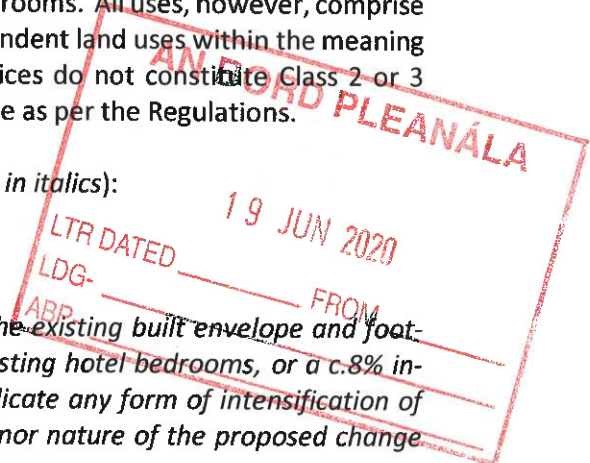 rooms. All uses, however, comprise
ndent land uses within the meaning
ices do not constitute Class 2 or 3
e as per the Regulations.
AN BORD PLEANÁLA
in italics):
19 JUN 2020
LTR DATED FROM
LDG-
ABP-
he existing built envelope and foot-
sting hotel bedrooms, or a c.8% in-
licate any form of intensification of
nor nature of the proposed change